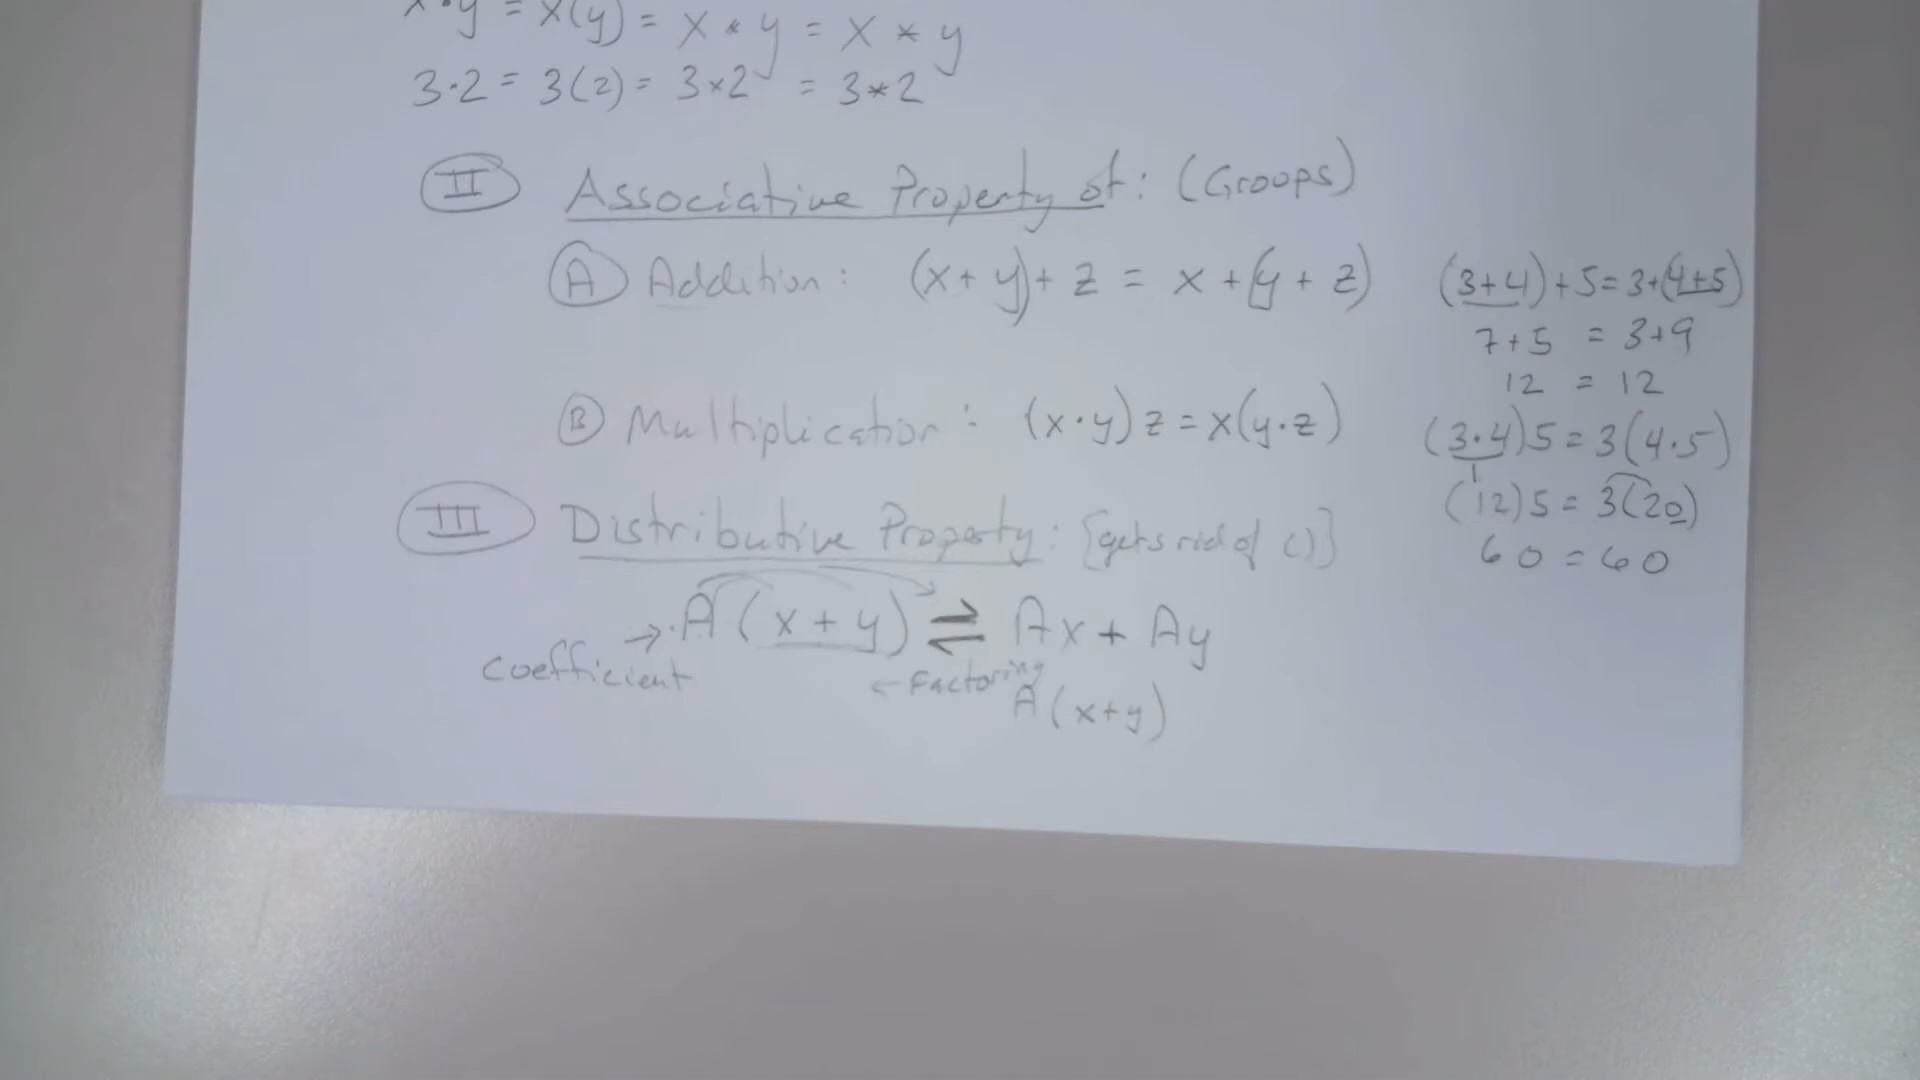 x · y = x(y) = x * y = x * y
3·2 = 3(2) = 3×2 = 3*2
II Associative Property of: (Groups)
A Addition: (x + y) + z = x + (y + z)
(3+4)+5=3+(4+5)
7+5 = 3+9
12 = 12
B Multiplication: (x·y)z = x(y·z)
(3·4)5=3(4·5)
(12)5=3(20)
60=60
III Distributive Property: {gets rid of ()}
→·A(x + y) ⇌ Ax + Ay
coefficient
← Factoring
A(x+y)